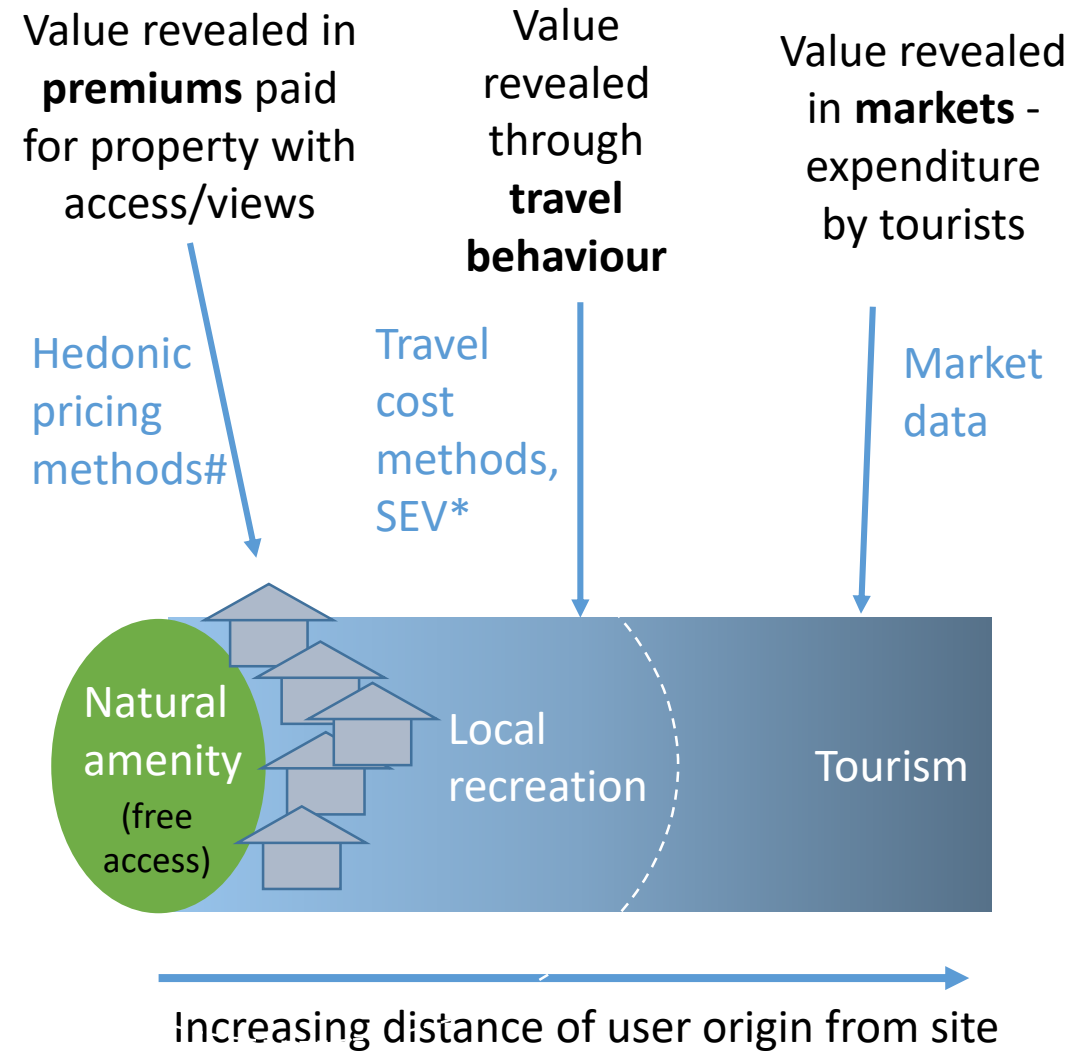 Value revealed in
premiums paid
for property with
access/views
Value
revealed
through
travel
behaviour
Value revealed
in markets -
expenditure
by tourists
Hedonic
pricing
methods#
Travel
cost
methods,
SEV*
Market
data
Natural
amenity
(free
access)
Local
recreation
Tourism
Increasing distance of user origin from site